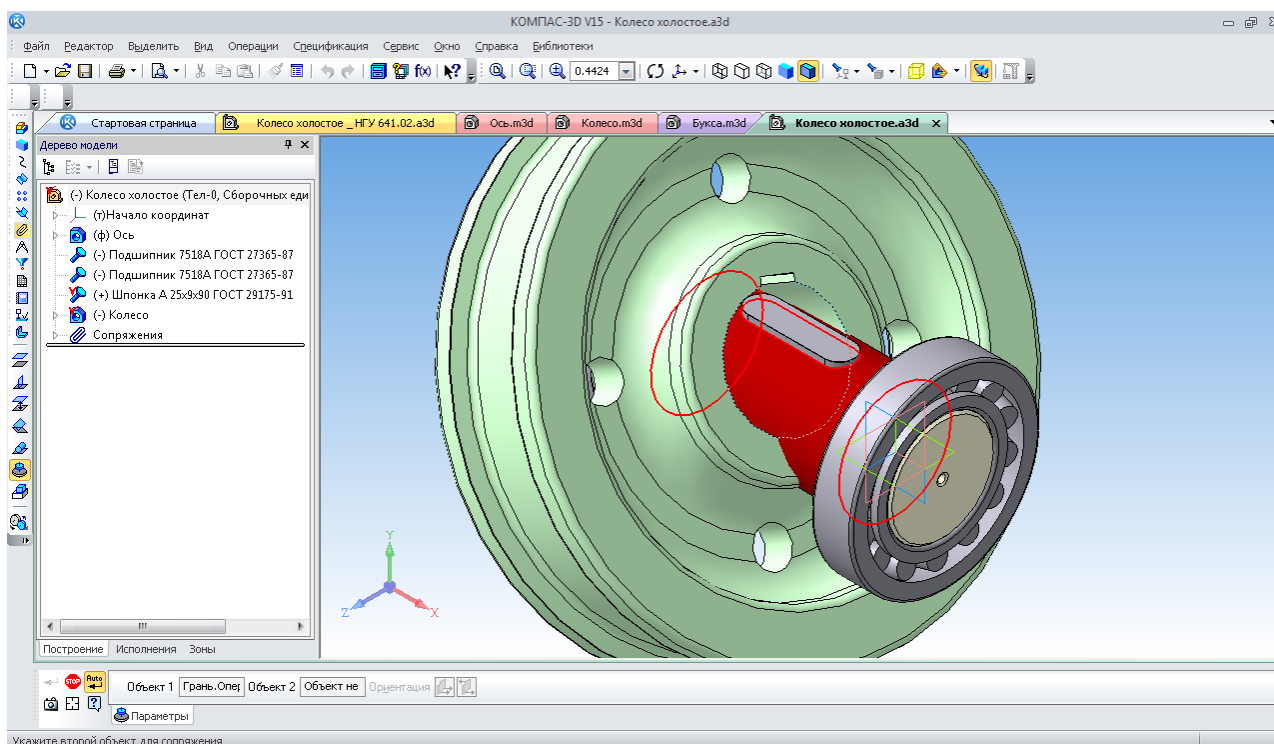 КОМПАС-3D V15 - Колесо холостое.a3d
Файл Редактор Выделить Вид Операции Спецификация Сервис Окно Справка Библиотеки
f(x) 0.4424
Стартовая страница Колесо холостое _ НГУ 641.02.a3d Ось.m3d Колесо.m3d Букса.m3d Колесо холостое.a3d
Дерево модели
(-) Колесо холостое (Тел-0, Сборочных еди
(т)Начало координат
(ф) Ось
(-) Подшипник 7518А ГОСТ 27365-87
(-) Подшипник 7518А ГОСТ 27365-87
(+) Шпонка А 25x9x90 ГОСТ 29175-91
(-) Колесо
Сопряжения
Y
Z X
Построение Исполнения Зоны
STOP Auto Объект 1 Грань.Опер Объект 2 Объект не Ориентация
Параметры
Укажите второй объект для сопряжения